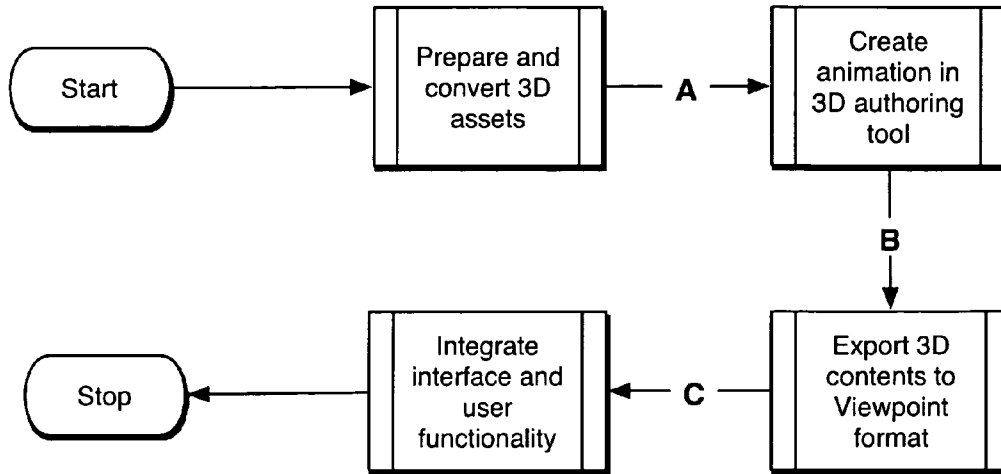 Start
Prepare and
convert 3D
assets
A
Create
animation in
3D authoring
tool
B
Export 3D
contents to
Viewpoint
format
C
Integrate
interface and
user
functionality
Stop